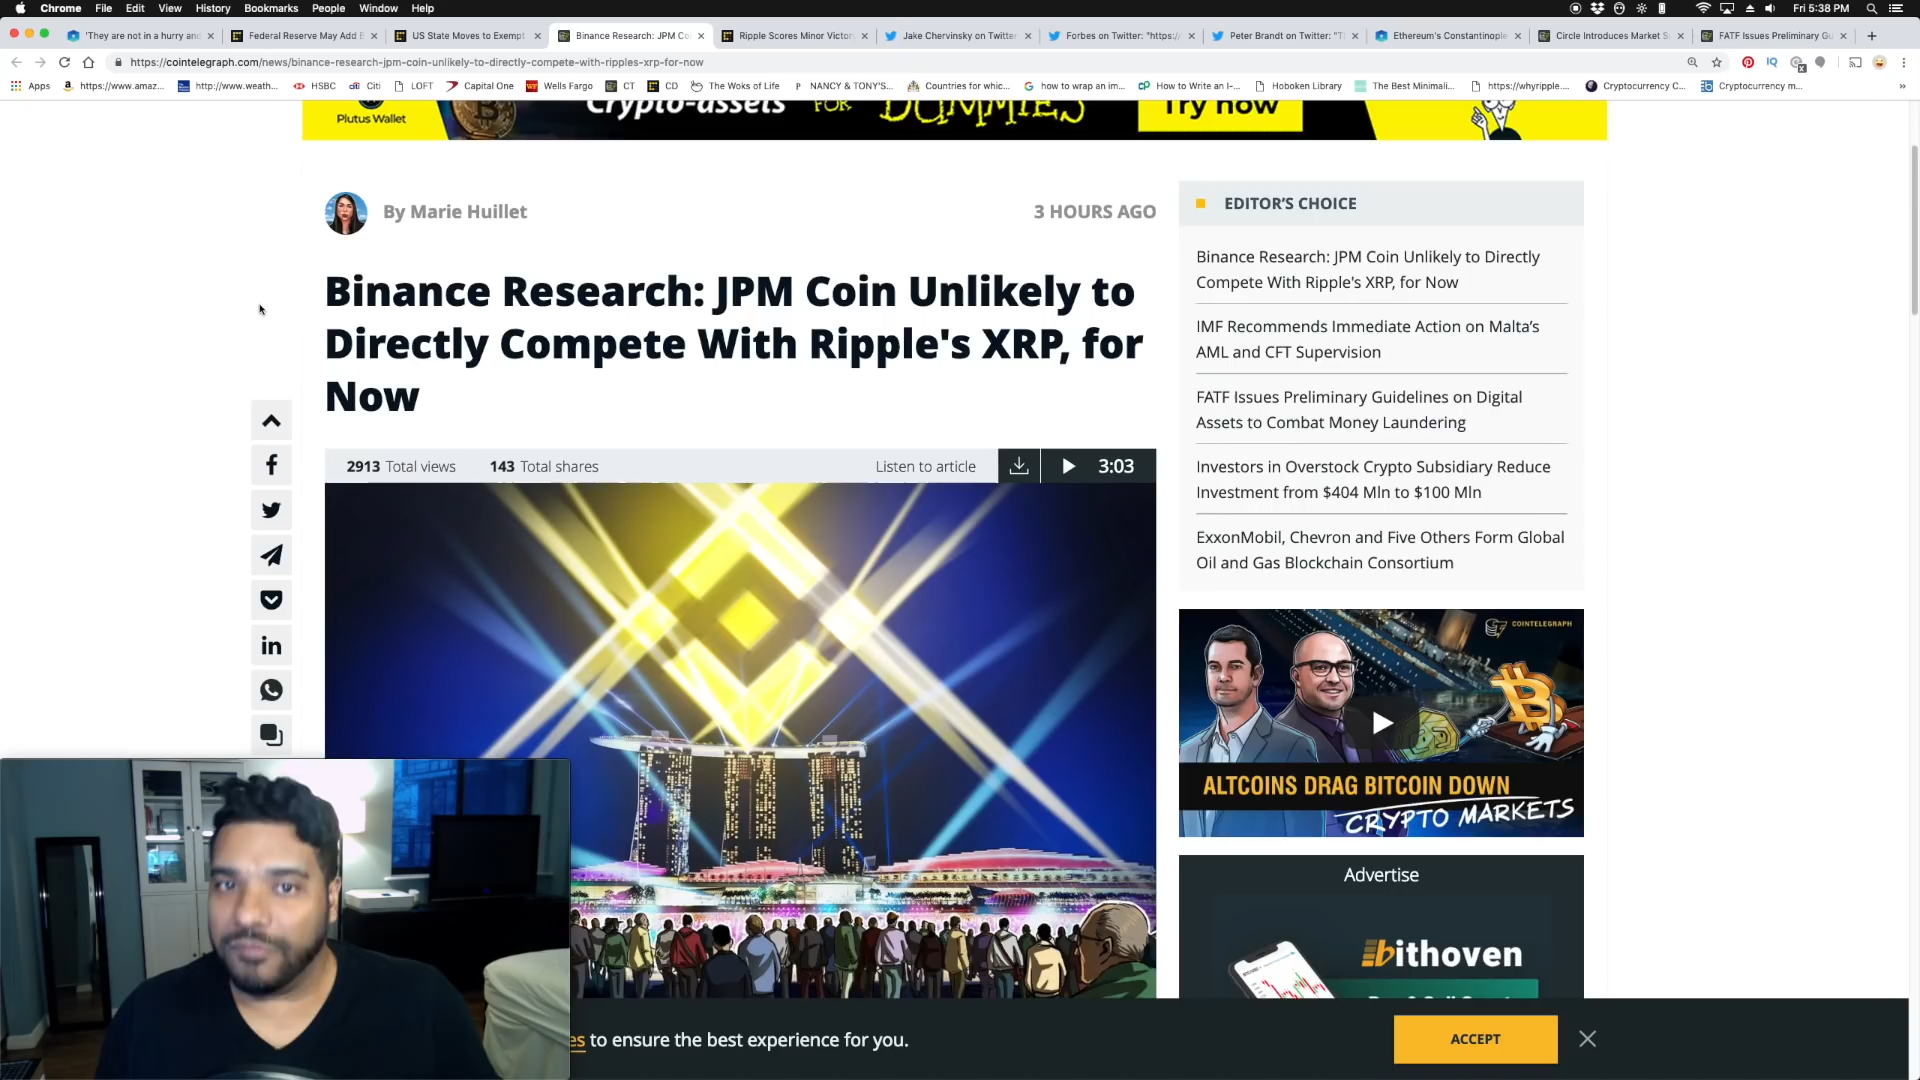 Chrome File Edit View History Bookmarks People Window Help
Fri 5:38 PM
'They are not in a hurry and
Federal Reserve May Add B
US State Moves to Exempt
Binance Research: JPM Co
Ripple Scores Minor Victor
Jake Chervinsky on Twitter
Forbes on Twitter: "https:/
Peter Brandt on Twitter: "T
Ethereum's Constantinople
Circle Introduces Market S
FATF Issues Preliminary Gu
https://cointelegraph.com/news/binance-research-jpm-coin-unlikely-to-directly-compete-with-ripples-xrp-for-now
Apps https://www.amaz... http://www.weath... HSBC Citi LOFT Capital One Wells Fargo CT CD The Woks of Life NANCY & TONY'S... Countries for whic... how to wrap an im... How to Write an I-... Hoboken Library The Best Minimali... https://whyripple.... Cryptocurrency C... Cryptocurrency m... »
Plutus Wallet
Crypto-assets
FOR
DUMMIES
Try now
By Marie Huillet
3 HOURS AGO
Binance Research: JPM Coin Unlikely to
Directly Compete With Ripple's XRP, for
Now
2913 Total views
143 Total shares
Listen to article
3:03
EDITOR'S CHOICE
Binance Research: JPM Coin Unlikely to Directly
Compete With Ripple's XRP, for Now
IMF Recommends Immediate Action on Malta's
AML and CFT Supervision
FATF Issues Preliminary Guidelines on Digital
Assets to Combat Money Laundering
Investors in Overstock Crypto Subsidiary Reduce
Investment from $404 Mln to $100 Mln
ExxonMobil, Chevron and Five Others Form Global
Oil and Gas Blockchain Consortium
COINTELEGRAPH
ALTCOINS DRAG BITCOIN DOWN
CRYPTO MARKETS
Advertise
bithoven
es to ensure the best experience for you.
ACCEPT